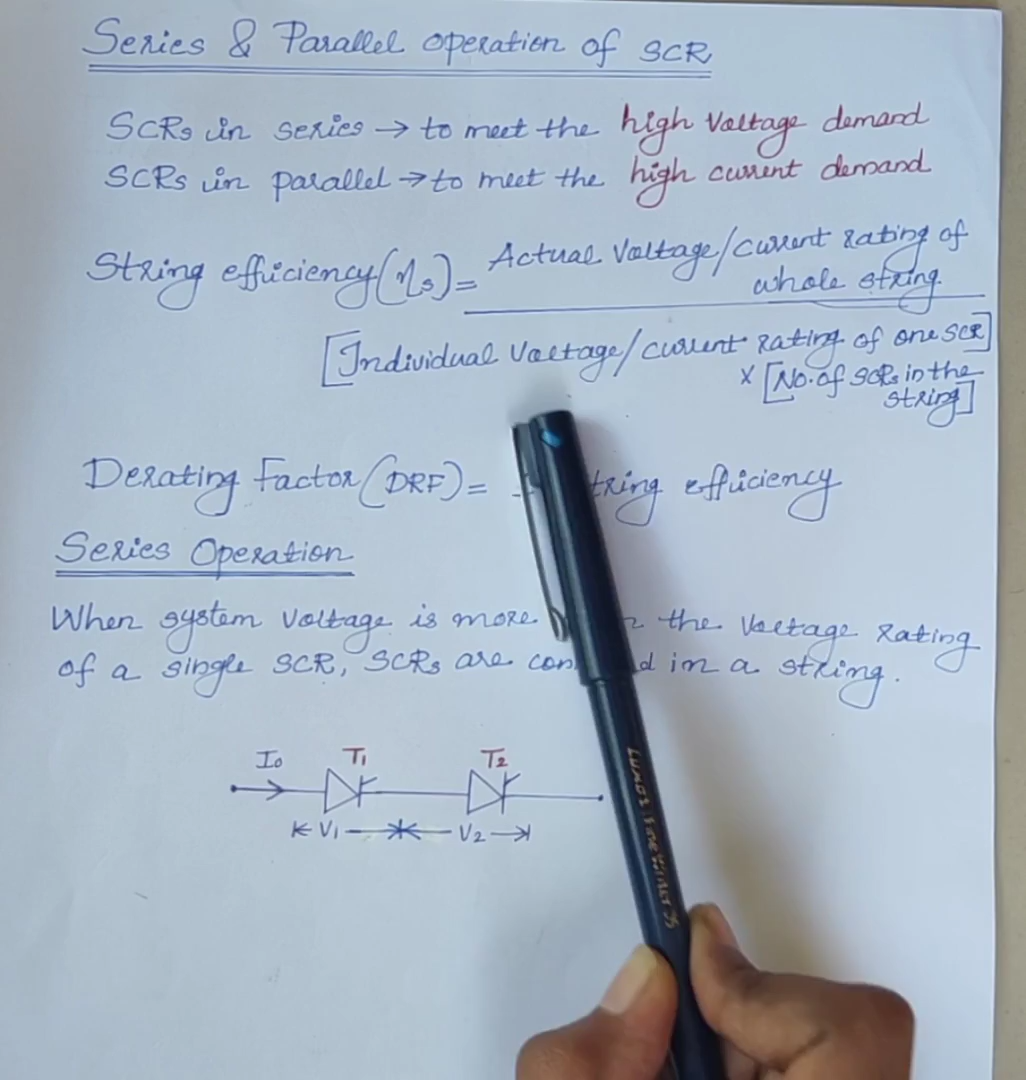 Series & Parallel operation of SCR
SCRs in series → to meet the high Voltage demand
SCRs in parallel → to meet the high current demand
String efficiency (ηs) = Actual Voltage/current rating of
whole string.
[Individual Voltage/current rating of one SCR]
x [No. of SCRs in the
string]
Derating Factor (DRF) = efficiency
Series Operation
When system voltage is more the voltage rating
of a single SCR, SCRs are in a string.
Io T1 T2
V1 V2
LUXOR